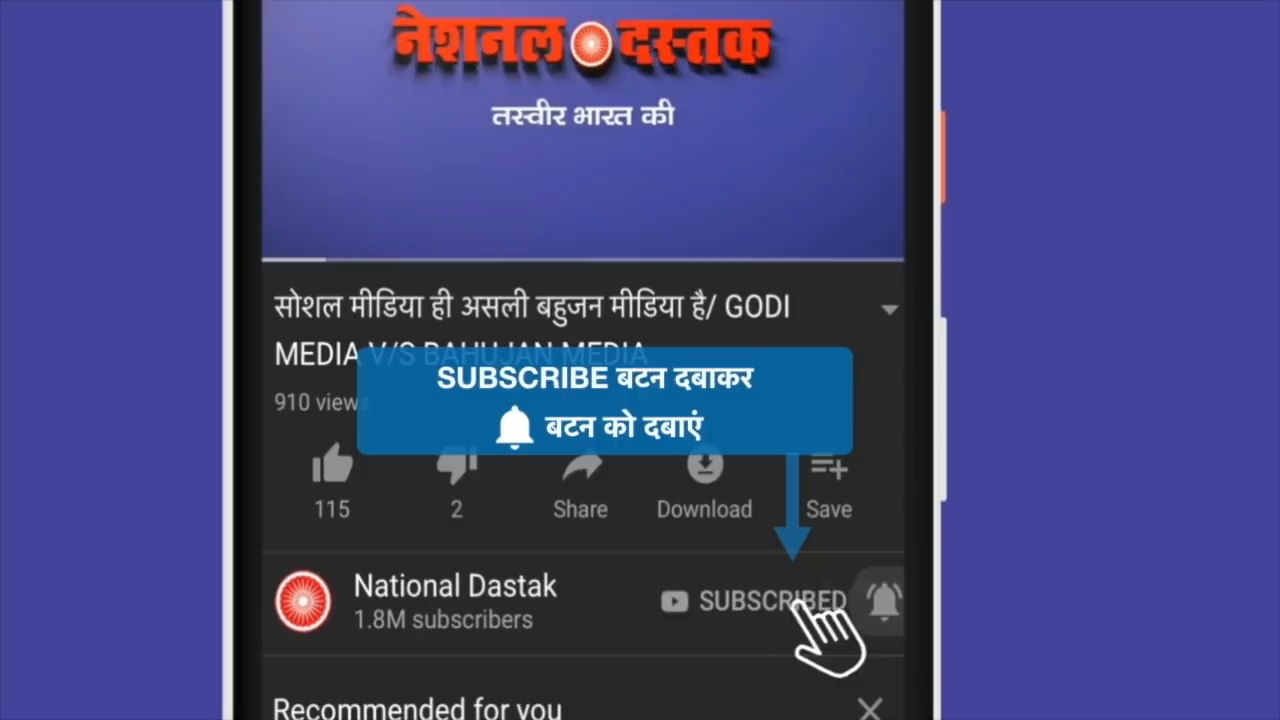 नेशनल दस्तक
तस्वीर भारत की
सोशल मीडिया ही असली बहुजन मीडिया है/ GODI
MEDIA V/S BAHUJAN MEDIA
910 views
SUBSCRIBE बटन दबाकर
बटन को दबाएं
115
2
Share
Download
Save
National Dastak
SUBSCRIBED
1.8M subscribers
Recommended for you